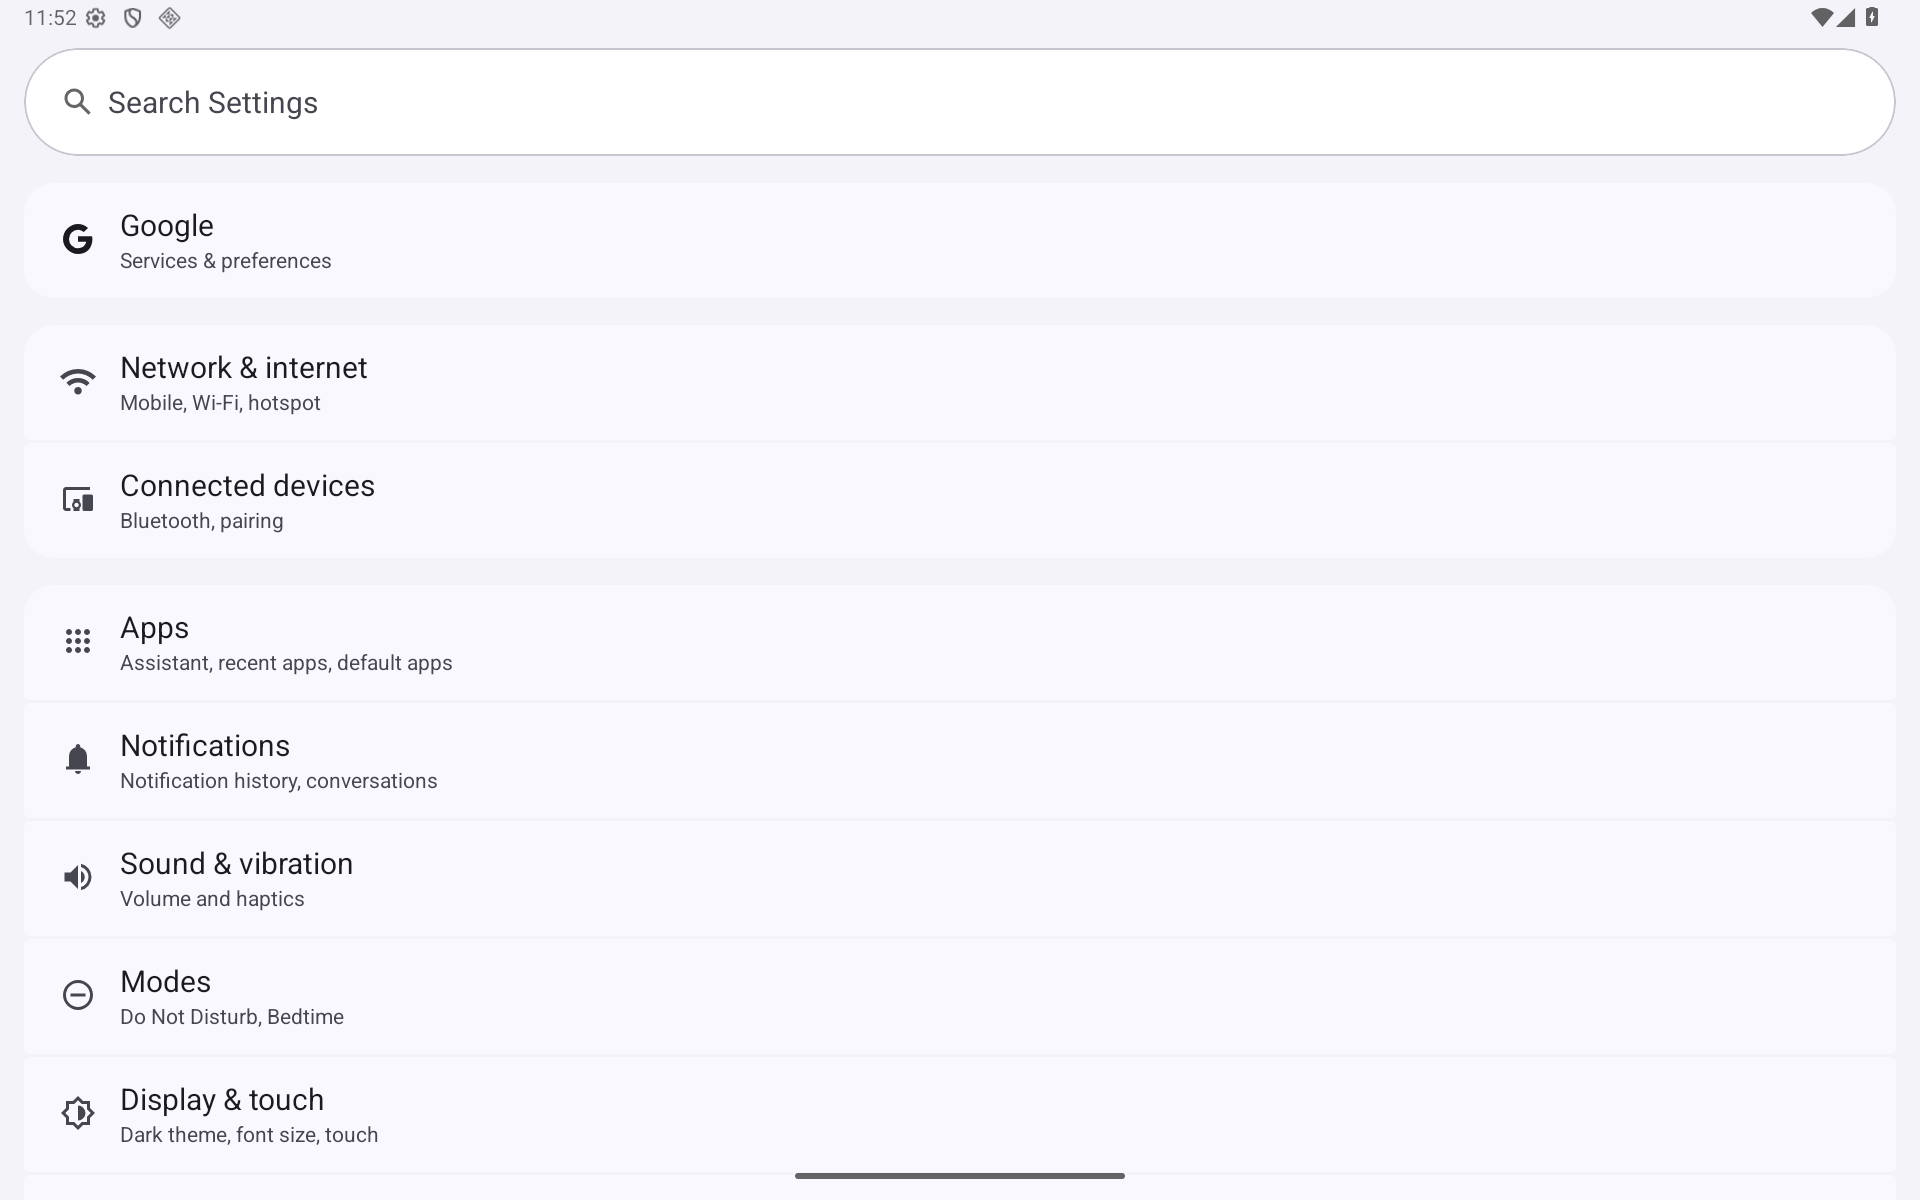 11:52
Search Settings
Google
Services & preferences
Network & internet
Mobile, Wi-Fi, hotspot
Connected devices
Bluetooth, pairing
Apps
Assistant, recent apps, default apps
Notifications
Notification history, conversations
Sound & vibration
Volume and haptics
Modes
Do Not Disturb, Bedtime
Display & touch
Dark theme, font size, touch